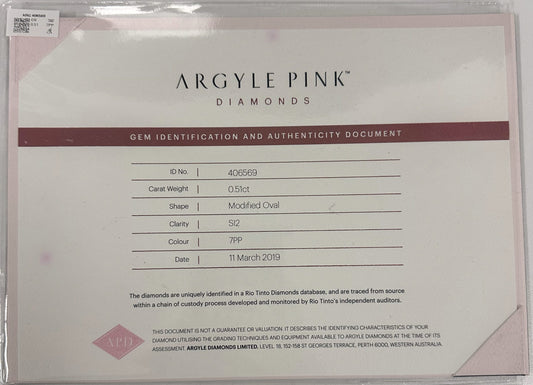 ARGYLE PINK™
DIAMONDS
GEM IDENTIFICATION AND AUTHENTICITY DOCUMENT
ID No. 406569
Carat Weight 0.51ct
Shape Modified Oval
Clarity SI2
Colour 7PP
Date 11 March 2019
The diamonds are uniquely identified in a Rio Tinto Diamonds database, and are traced from source
within a chain of custody process developed and monitored by Rio Tinto's independent auditors.
APD
THIS DOCUMENT IS NOT A GUARANTEE OR VALUATION. IT DESCRIBES THE IDENTIFYING CHARACTERISTICS OF YOUR
DIAMOND UTILISING THE GRADING TECHNIQUES AND EQUIPMENT AVAILABLE TO ARGYLE DIAMONDS AT THE TIME OF ITS
ASSESSMENT. ARGYLE DIAMONDS LIMITED, LEVEL 18, 152-158 ST GEORGES TERRACE, PERTH 6000, WESTERN AUSTRALIA.